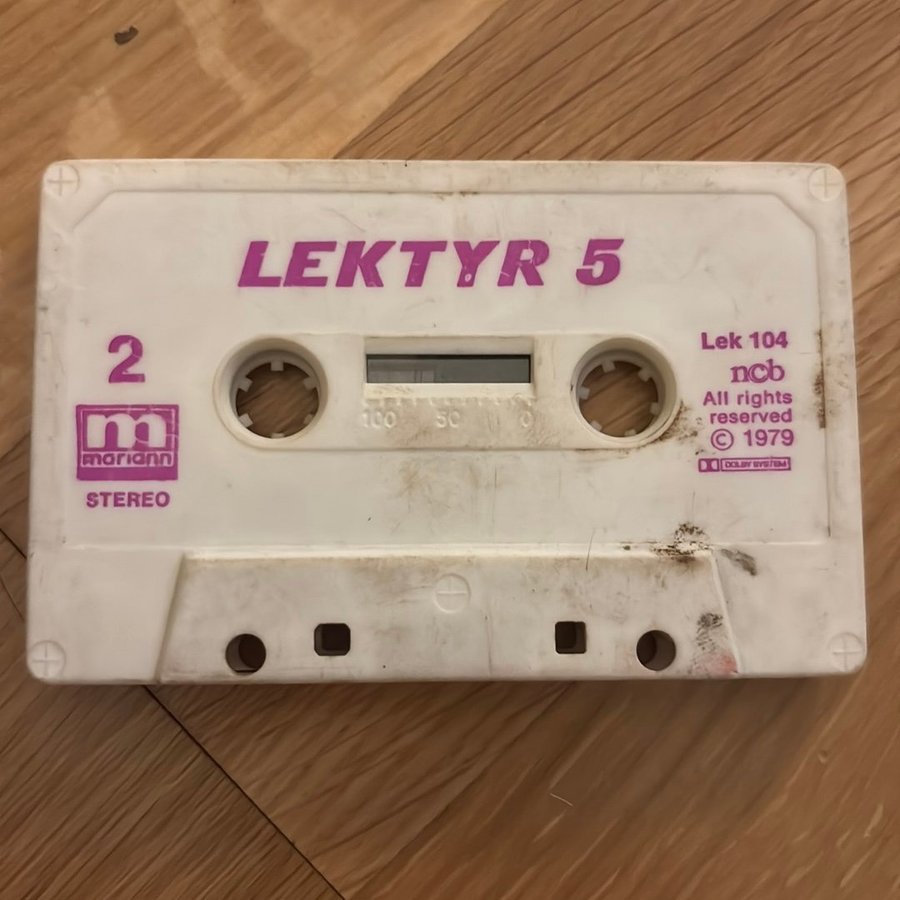 LEKTYR 5
2
m
mariann
STEREO
100 50 0
Lek 104
ncb
All rights
reserved
© 1979
DOLBY SYSTEM